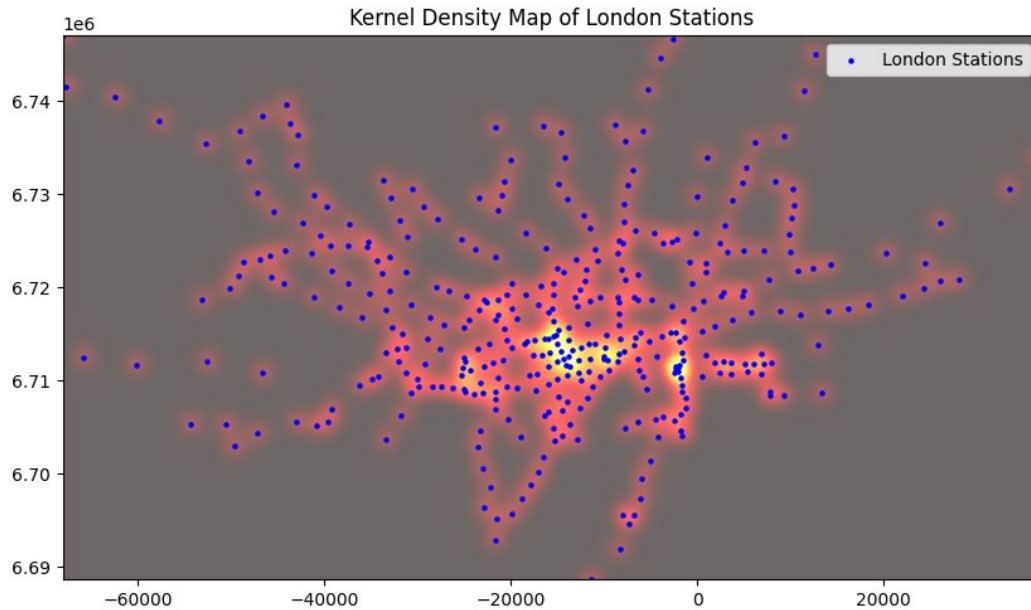 Kernel Density Map of London Stations
1e6
London Stations
6.74
6.73
6.72
6.71
6.70
6.69
−60000 −40000 −20000 0 20000